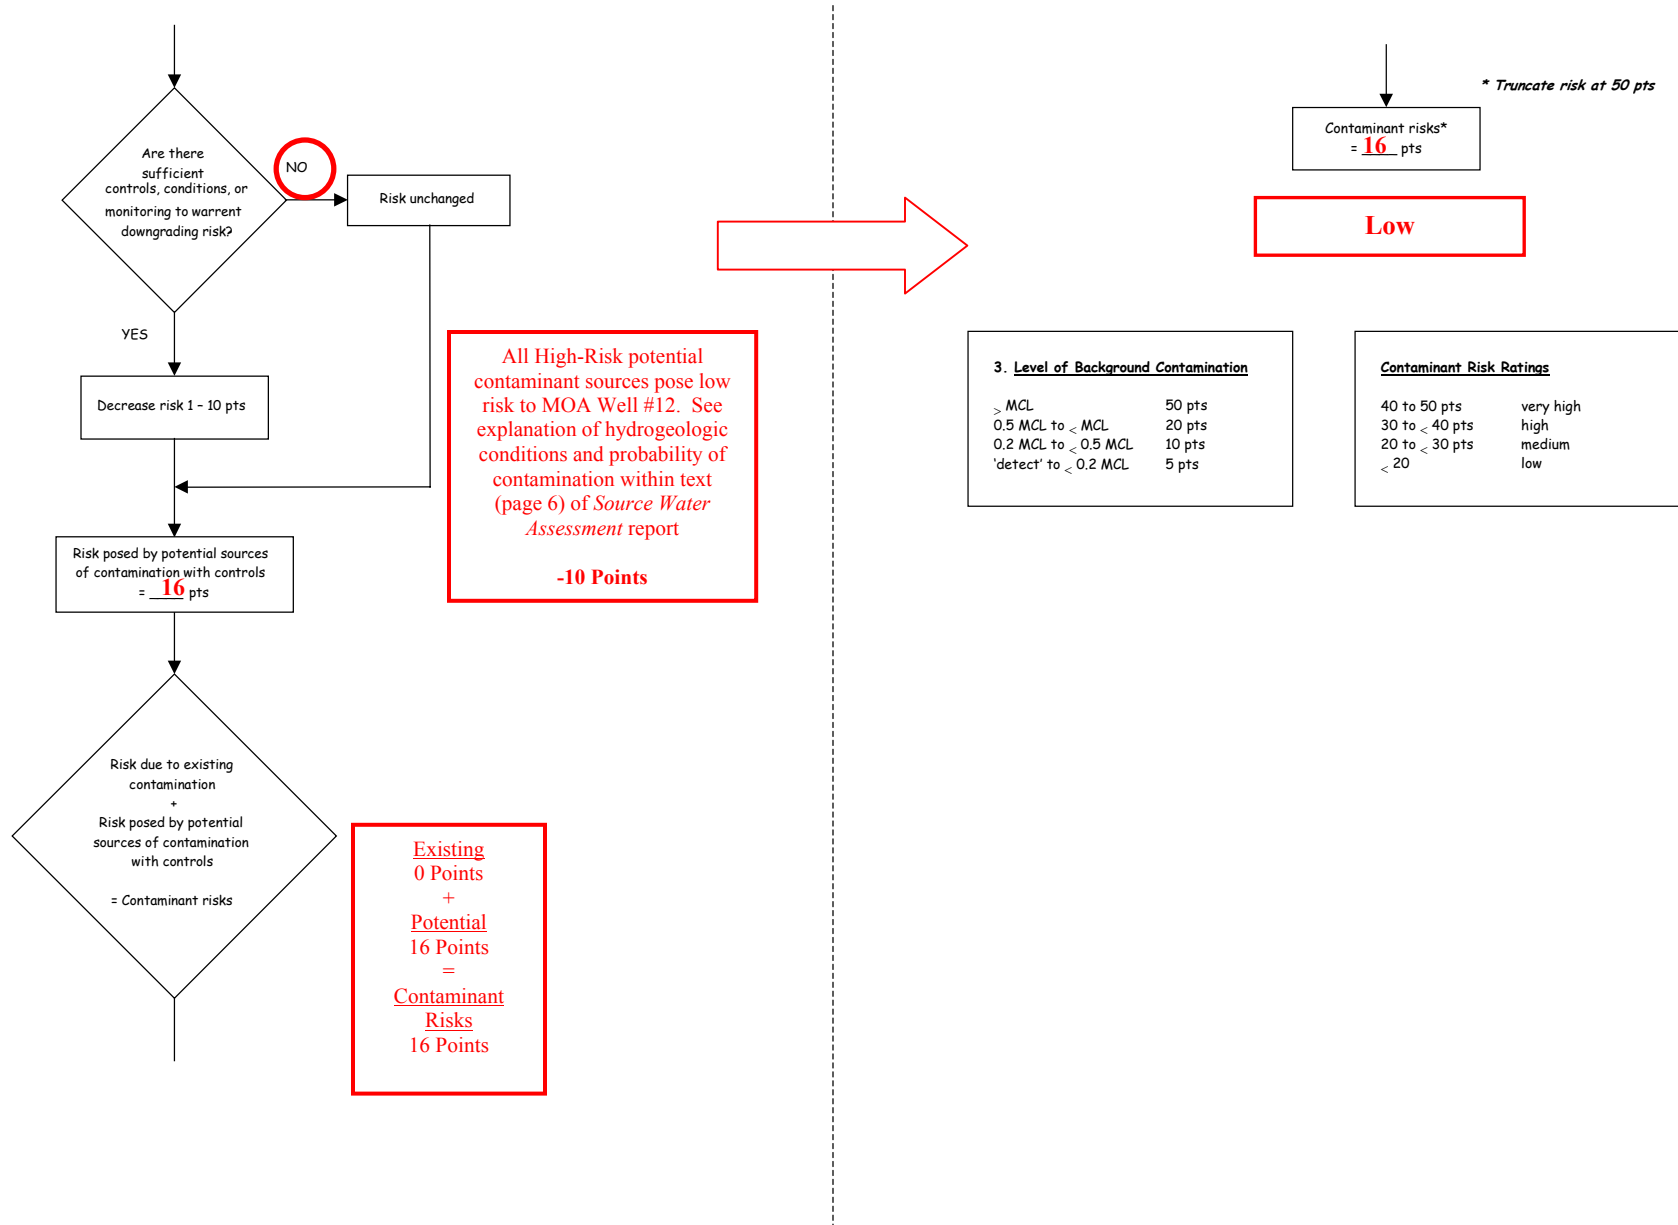 Are there
sufficient
controls, conditions, or
monitoring to warrent
downgrading risk?
NO
Risk unchanged
YES
Decrease risk 1 – 10 pts
All High-Risk potential
contaminant sources pose low
risk to MOA Well #12. See
explanation of hydrogeologic
conditions and probability of
contamination within text
(page 6) of Source Water
Assessment report
-10 Points
Risk posed by potential sources
of contamination with controls
= 16 pts
Risk due to existing
contamination
+
Risk posed by potential
sources of contamination
with controls
= Contaminant risks
Existing
0 Points
+
Potential
16 Points
=
Contaminant
Risks
16 Points
* Truncate risk at 50 pts
Contaminant risks*
= 16 pts
Low
3. Level of Background Contamination
> MCL 50 pts
0.5 MCL to < MCL 20 pts
0.2 MCL to < 0.5 MCL 10 pts
'detect' to < 0.2 MCL 5 pts
Contaminant Risk Ratings
40 to 50 pts very high
30 to < 40 pts high
20 to < 30 pts medium
< 20 low